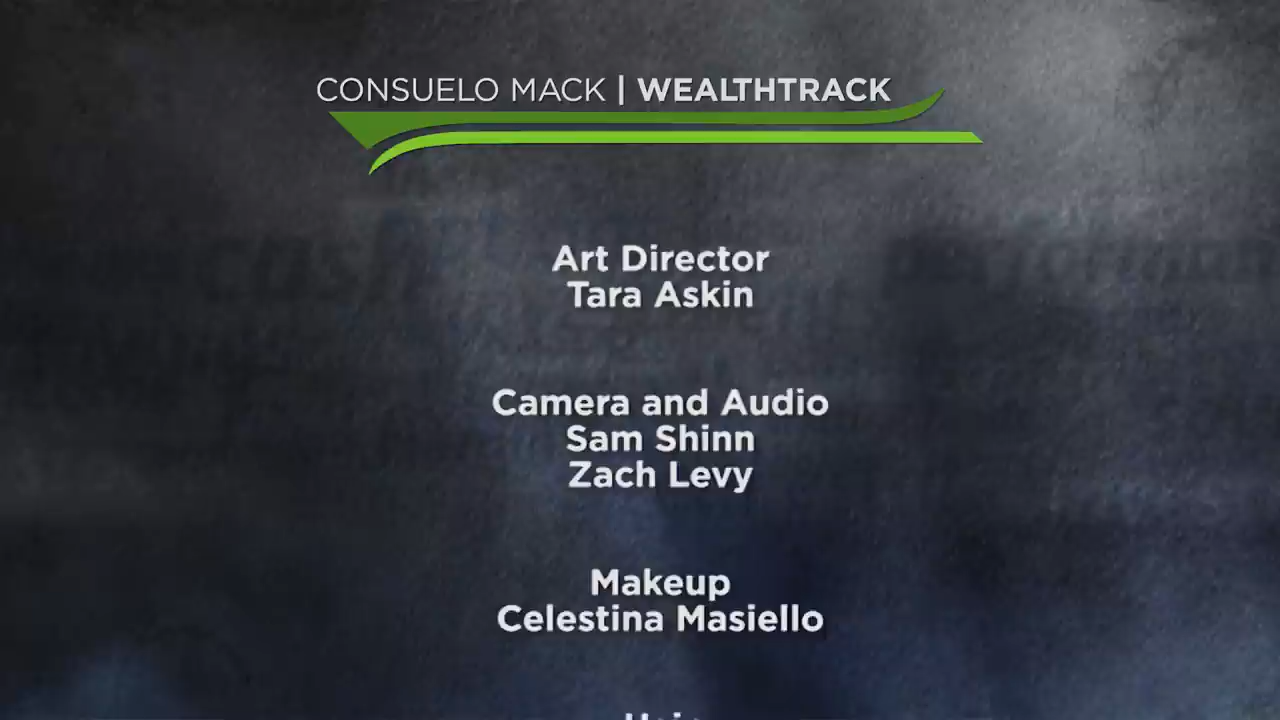 CONSUELO MACK | WEALTHTRACK
Art Director
Tara Askin
Camera and Audio
Sam Shinn
Zach Levy
Makeup
Celestina Masiello